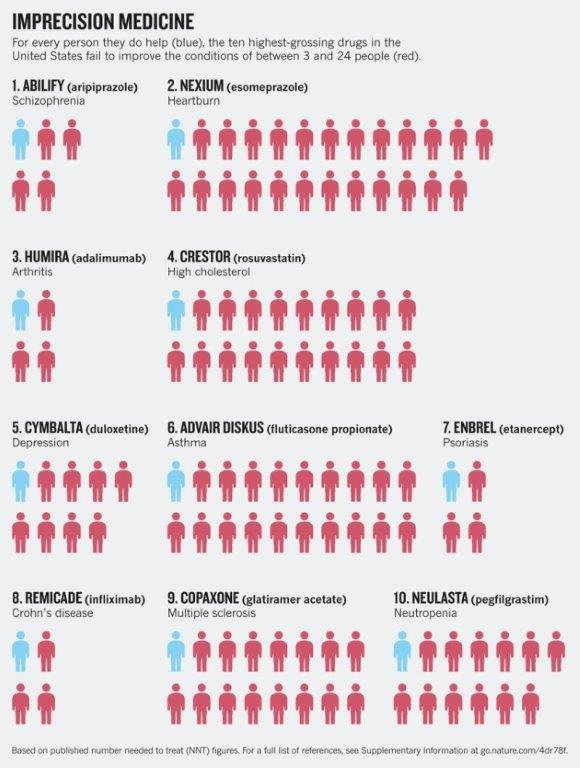 IMPRECISION MEDICINE
For every person they do help (blue), the ten highest-grossing drugs in the
United States fail to improve the conditions of between 3 and 24 people (red).
1. ABILIFY (aripiprazole)
Schizophrenia
2. NEXIUM (esomeprazole)
Heartburn
3. HUMIRA (adalimumab)
Arthritis
4. CRESTOR (rosuvastatin)
High cholesterol
5. CYMBALTA (duloxetine)
Depression
6. ADVAIR DISKUS (fluticasone propionate)
Asthma
7. ENBREL (etanercept)
Psoriasis
8. REMICADE (infliximab)
Crohn's disease
9. COPAXONE (glatiramer acetate)
Multiple sclerosis
10. NEULASTA (pegfilgrastim)
Neutropenia
Based on published number needed to treat (NNT) figures. For a full list of references, see Supplementary Information at go.nature.com/4dr78f.